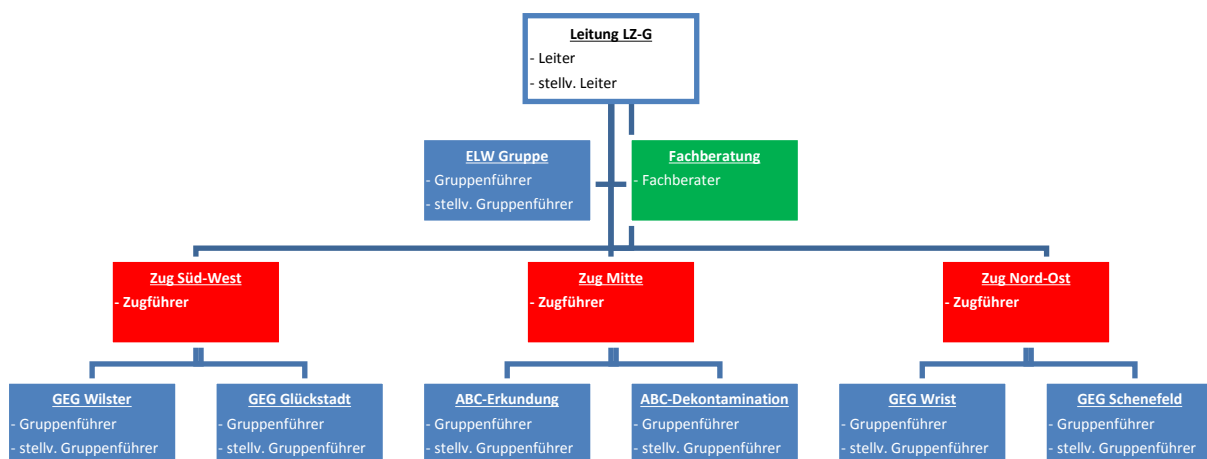 Leitung LZ-G
- Leiter
- stellv. Leiter
ELW Gruppe
- Gruppenführer
- stellv. Gruppenführer
Fachberatung
- Fachberater
Zug Süd-West
- Zugführer
Zug Mitte
- Zugführer
Zug Nord-Ost
- Zugführer
GEG Wilster
- Gruppenführer
- stellv. Gruppenführer
GEG Glückstadt
- Gruppenführer
- stellv. Gruppenführer
ABC-Erkundung
- Gruppenführer
- stellv. Gruppenführer
ABC-Dekontamination
- Gruppenführer
- stellv. Gruppenführer
GEG Wrist
- Gruppenführer
- stellv. Gruppenführer
GEG Schenefeld
- Gruppenführer
- stellv. Gruppenführer